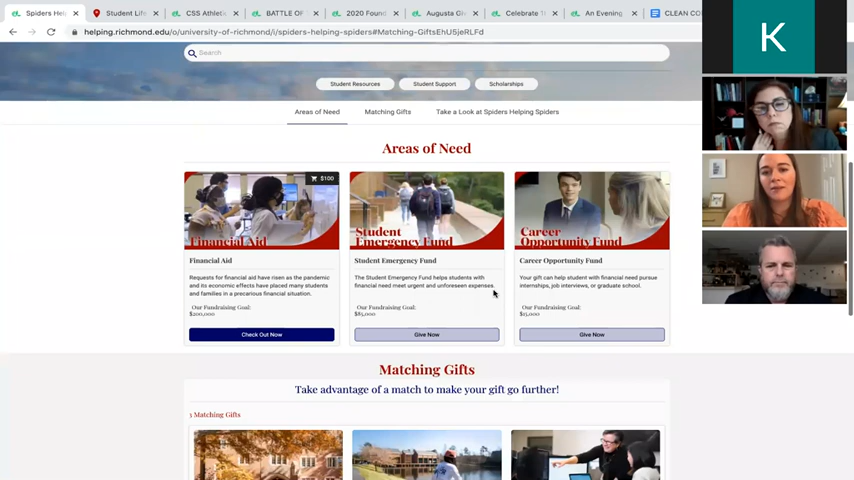 Spiders Hel
Student Life
CSS Athleti
BATTLE OF
2020 Found
Augusta Gi
Celebrate T
An Evening
CLEAN CO
helping.richmond.edu/o/university-of-richmond/i/spiders-helping-spiders#Matching-GiftsEhU5jeRLFd
K
Search
Student Resources
Student Support
Scholarships
Areas of Need
Matching Gifts
Take a Look at Spiders Helping Spiders
Areas of Need
$100
Financial Aid
Student
Emergency Fund
Career
Opportunity Fund
Financial Aid
Requests for financial aid have risen as the pandemic
and its economic effects have placed many students
and families in a precarious financial situation.
Our Fundraising Goal:
$200,000
Check Out Now
Student Emergency Fund
The Student Emergency Fund helps students with
financial need meet urgent and unforeseen expenses.
Our Fundraising Goal:
$85,000
Give Now
Career Opportunity Fund
Your gift can help student with financial need pursue
internships, job interviews, or graduate school.
Our Fundraising Goal:
$15,000
Give Now
Matching Gifts
Take advantage of a match to make your gift go further!
3 Matching Gifts